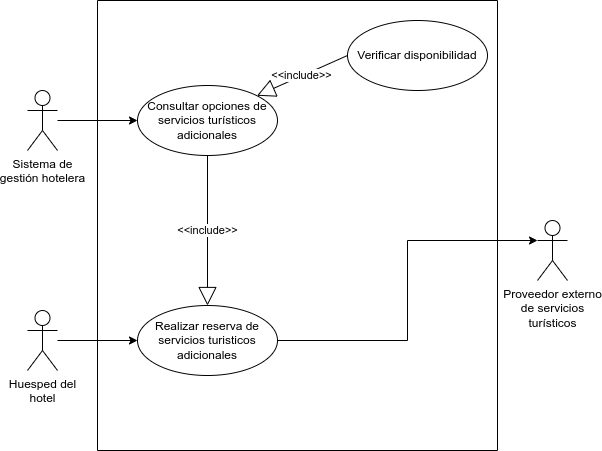 Verificar disponibilidad
<<include>>
Consultar opciones de
servicios turísticos
adicionales
Sistema de
gestión hotelera
<<include>>
Proveedor externo
de servicios
turísticos
Realizar reserva de
servicios turisticos
adicionales
Huesped del
hotel